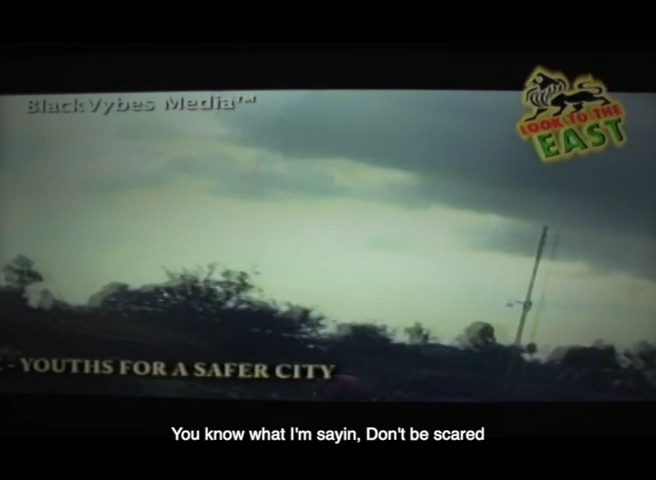 BlackVybes Media™
LOOK TO THE
EAST
- YOUTHS FOR A SAFER CITY
You know what I'm sayin, Don't be scared